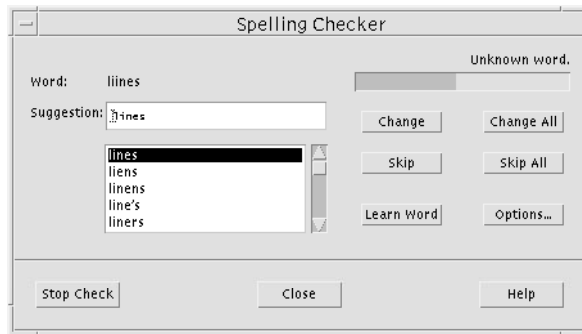 Spelling Checker
Unknown word.
Word: liines
Suggestion: lines
Change Change All
lines
liens
linens
line's
liners
Skip Skip All
Learn Word Options...
Stop Check Close Help